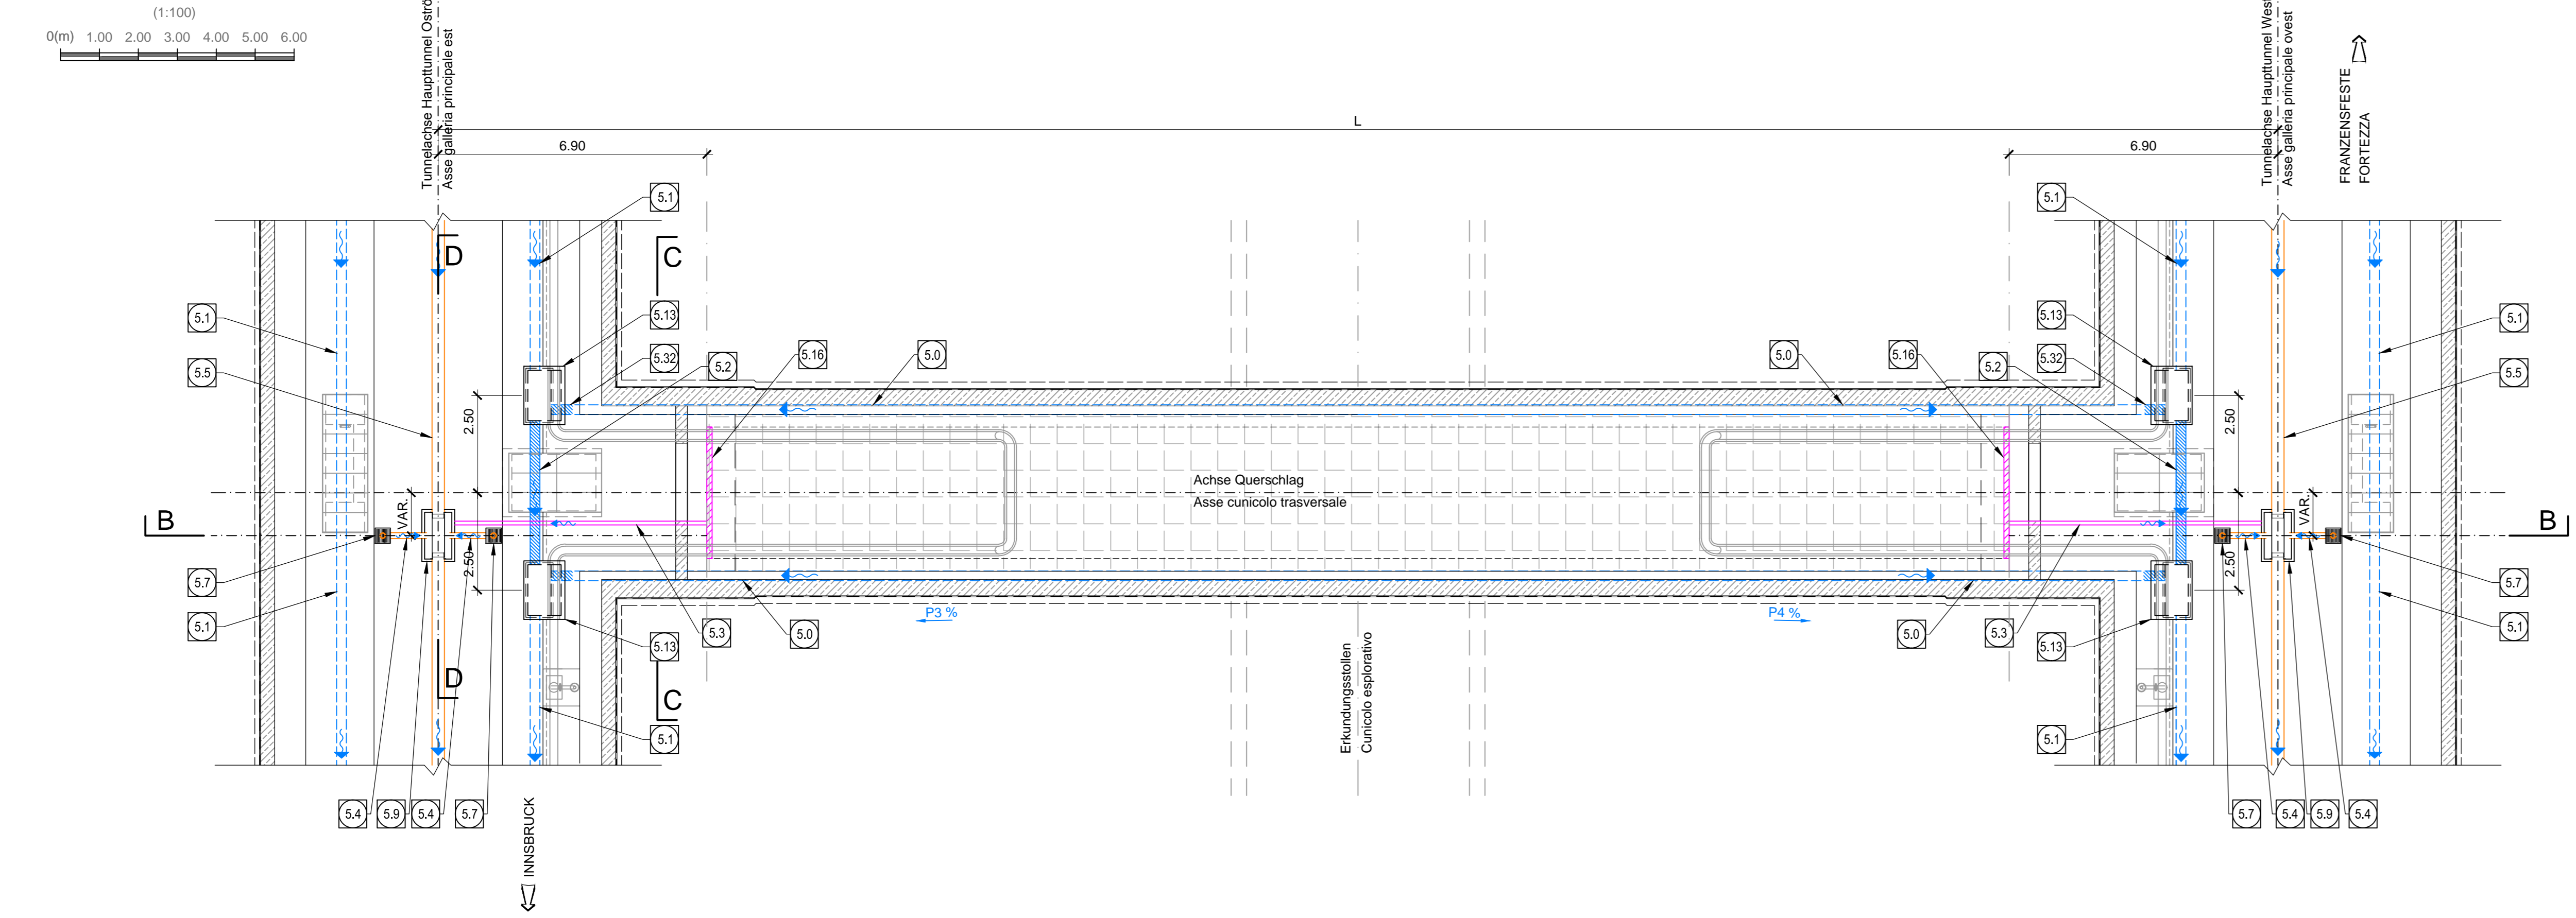 (1:100)
0(m) 1.00 2.00 3.00 4.00 5.00 6.00
Tunnelachse Haupttunnel
Asse galleria principale est
Tunnelachse Haupttunnel
Asse galleria principale ovest
FRANZENSFESTE
FORTEZZA
L
6.90
6.90
5.1
5.1
D
C
5.1
5.13
5.13
5.1
5.5
5.32
5.2
5.16
5.0
5.0
5.16
5.2
5.32
5.5
2.50
2.50
Achse Querschlag
Asse cunicolo trasversale
B
VAR.
VAR.
B
2.50
2.50
5.7
5.7
5.1
P3 %
P4 %
5.1
5.3
5.0
5.0
5.3
5.13
5.13
D
C
Erkundungsstollen
Cunicolo esplorativo
5.1
5.1
5.4
5.9
5.4
5.7
5.7
5.4
5.9
5.4
INNSBRUCK